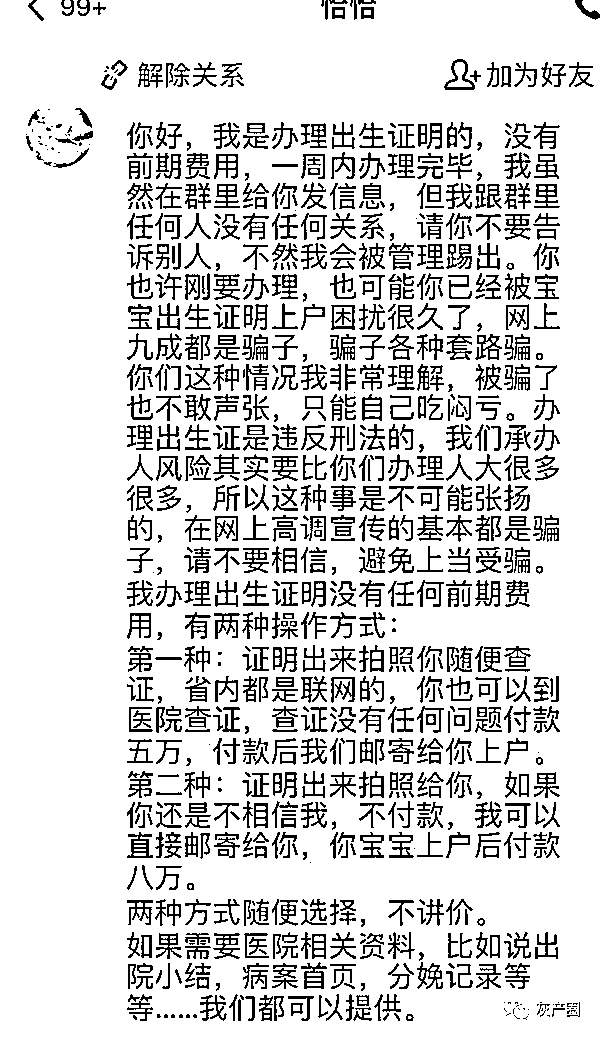 99+
恰恰
解除关系
加为好友
你好，我是办理出生证明的，没有
前期费用，一周内办理完毕，我虽
然在群里给你发信息，但我跟群里
任何人没有任何关系，请你不要告
诉别人，不然我会被管理踢出。你
也许刚要办理，也可能你已经被宝
宝出生证明上户困扰很久了，网上
九成都是骗子，骗子各种套路骗。
你们这种情况我非常理解，被骗了
也不敢声张，只能自己吃闷亏。办
理出生证是违反刑法的，我们承办
人风险其实要比你们办理人大很多
很多，所以这种事是不可能张扬
的，在网上高调宣传的基本都是骗
子，请不要相信，避免上当受骗。
我办理出生证明没有任何前期费
用，有两种操作方式：
第一种：证明出来拍照你随便查
证，省内都是联网的，你也可以到
医院查证，查证没有任何问题付款
五万，付款后我们邮寄给你上户。
第二种：证明出来拍照给你，如果
你还是不相信我，不付款，我可以
直接邮寄给你，你宝宝上户后付款
八万。
两种方式随便选择，不讲价。
如果需要医院相关资料，比如说出
院小结，病案首页，分娩记录等
等……我们都可以提供。
灰产圈